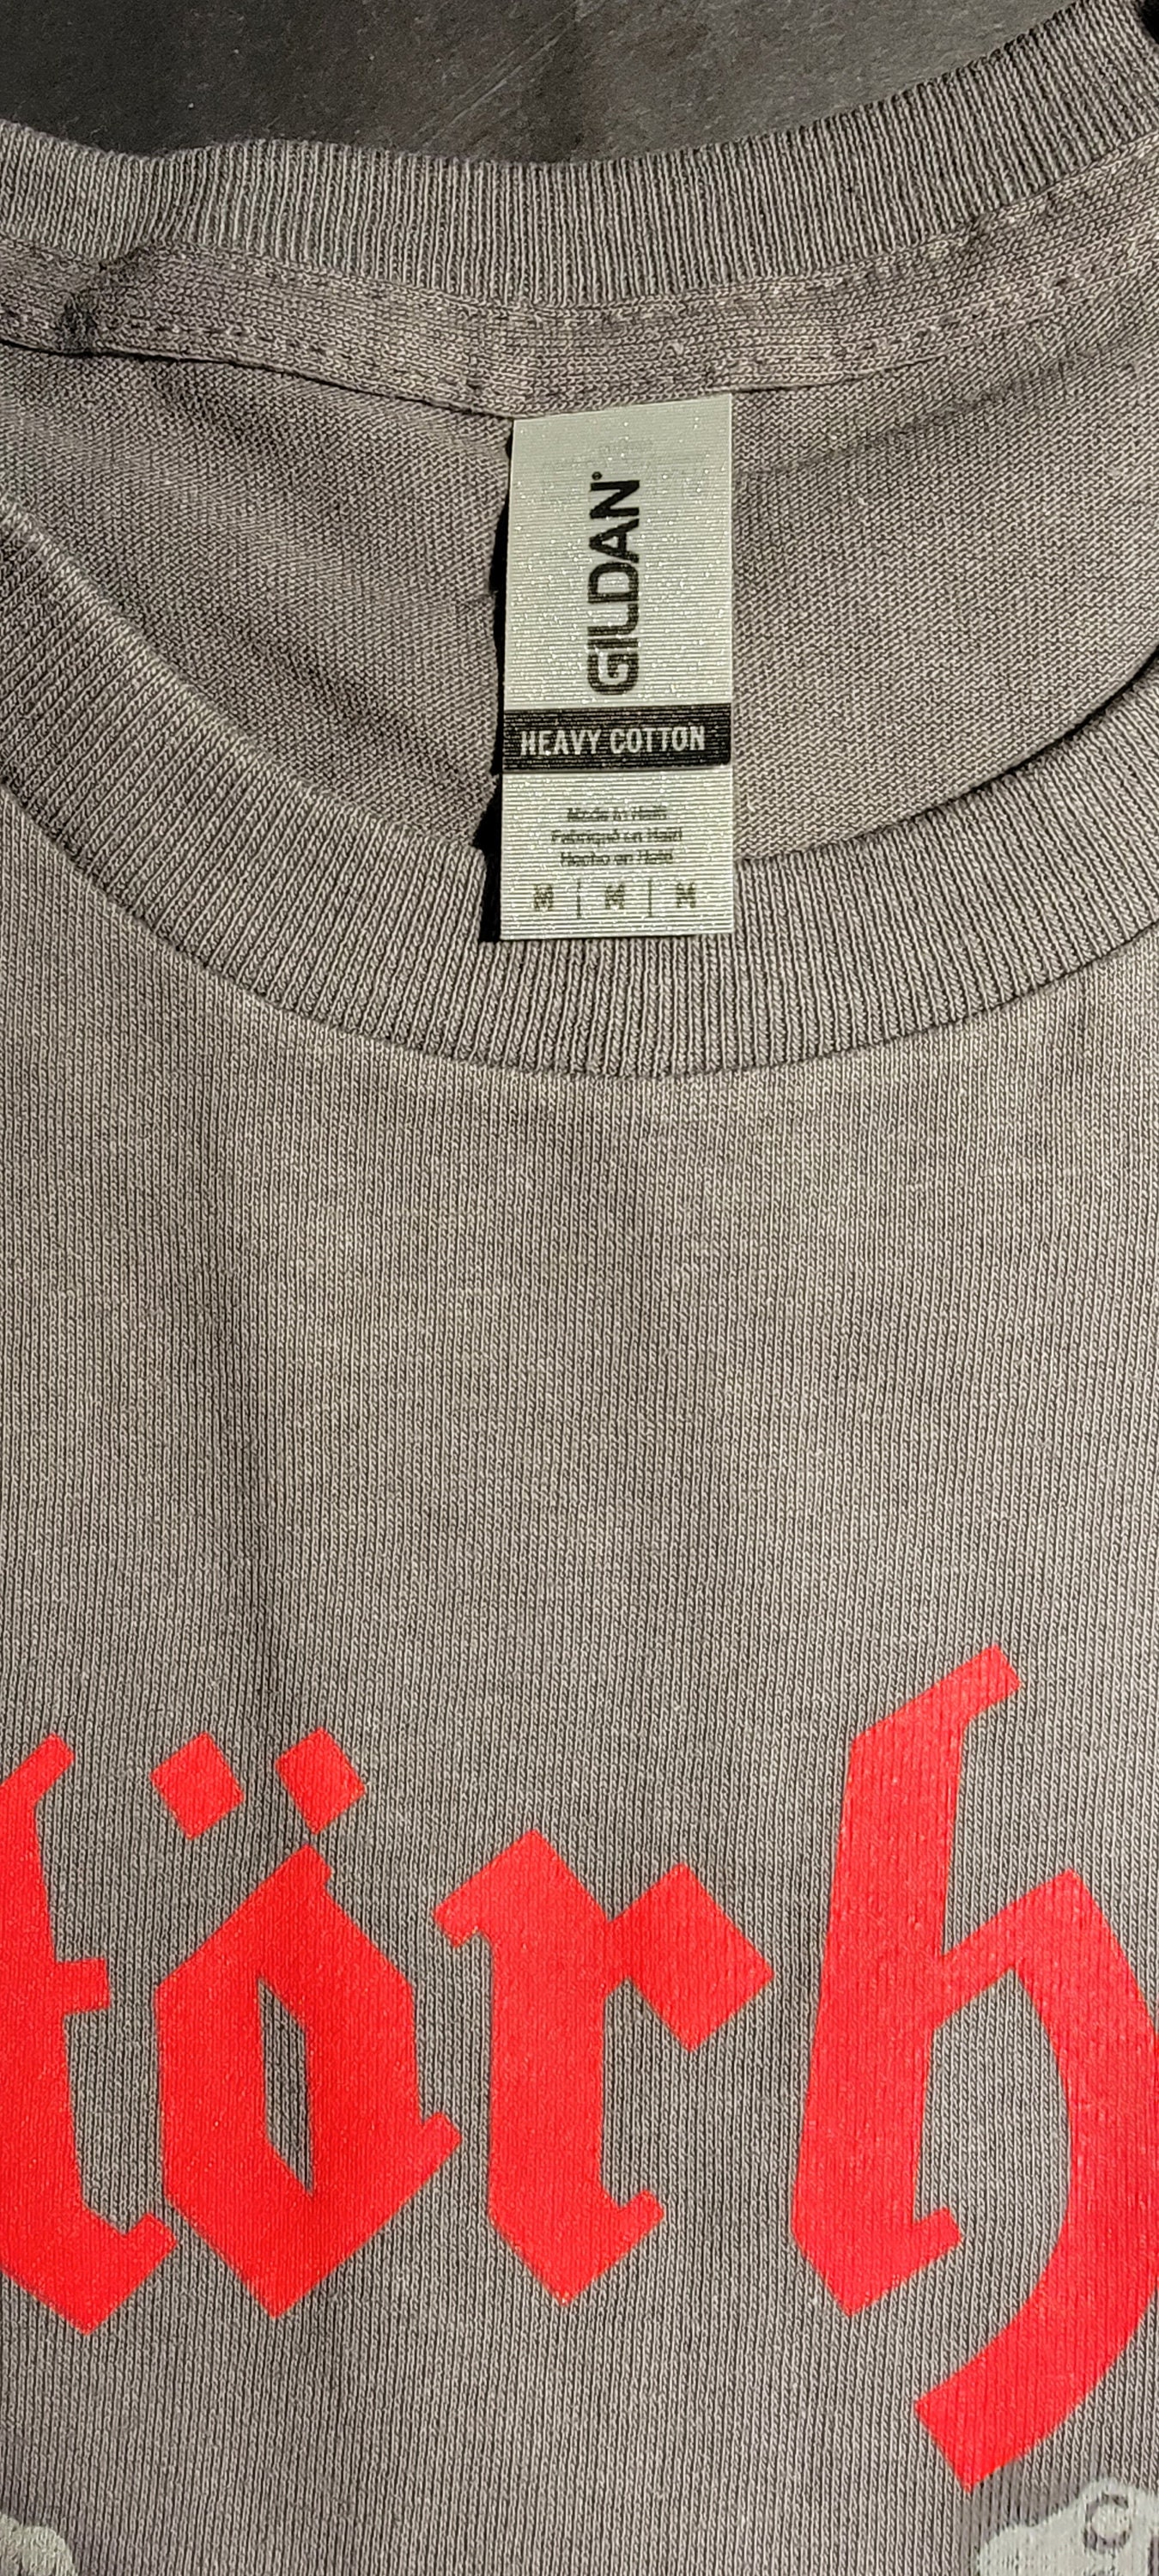 GILDAN®
HEAVY COTTON
Made in Haiti
Fabriqué en Haïti
Hecho en Haití
M | M | M
törh